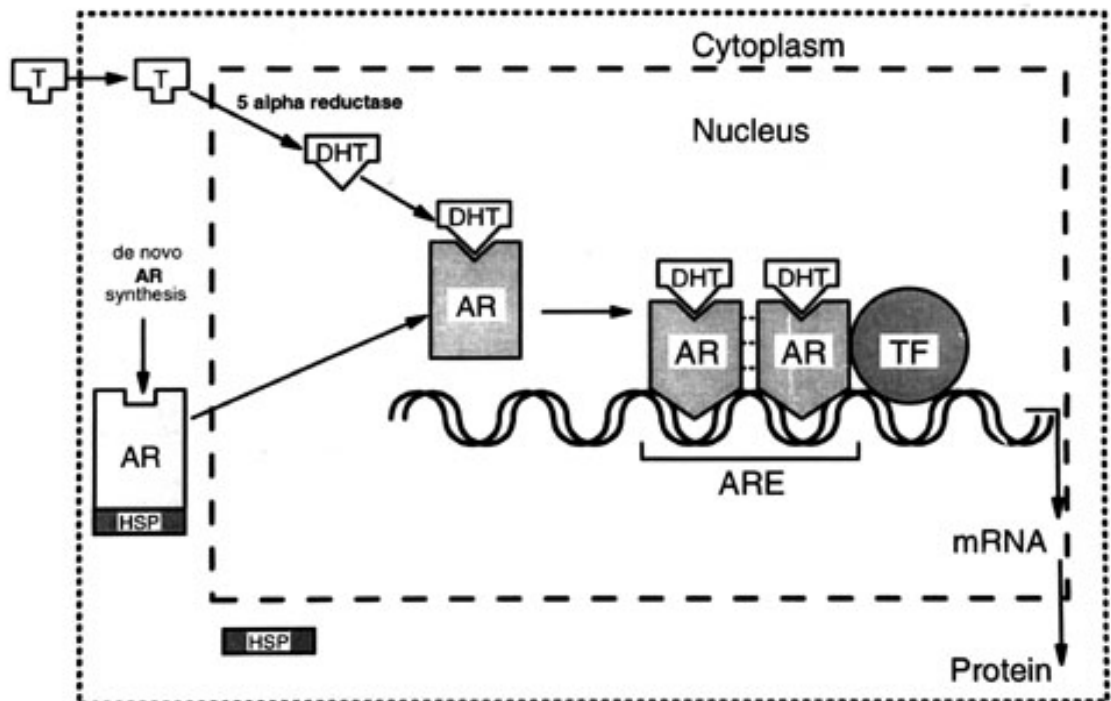 Cytoplasm
T
T
5 alpha reductase
Nucleus
DHT
DHT
AR
de novo
AR
synthesis
DHT
DHT
AR
AR
TF
AR
HSP
ARE
mRNA
HSP
Protein